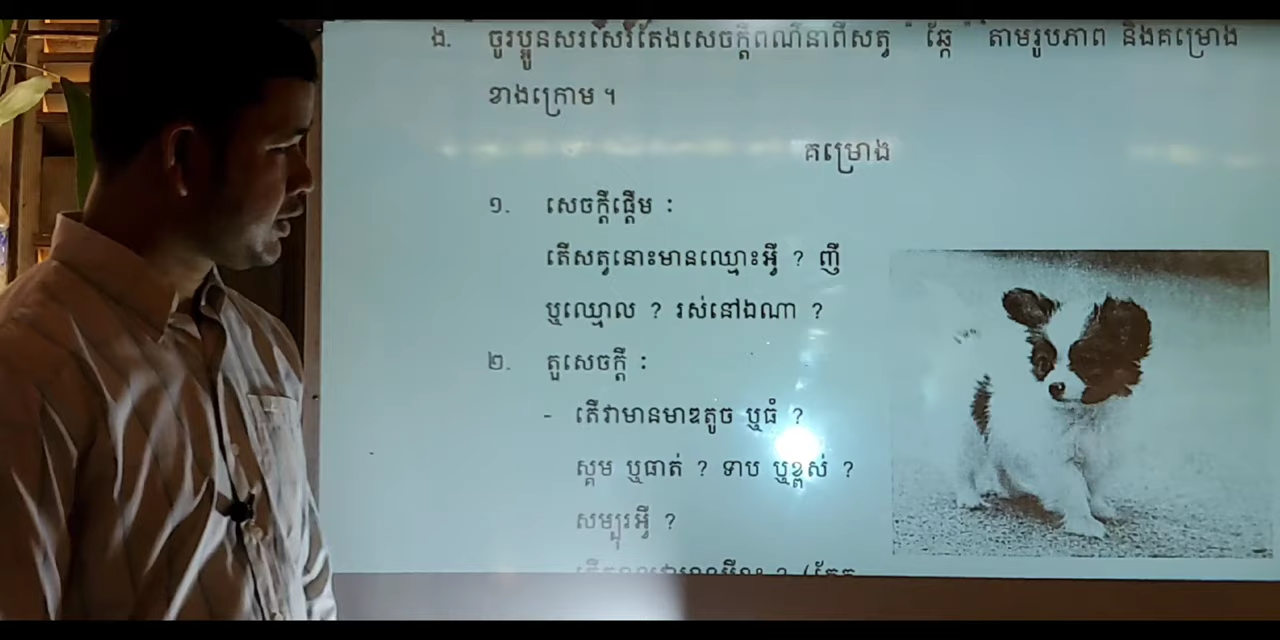 ង. ចូរប្អូនសរសេរតែងសេចក្ដីពណ៌នាពីសត្វ " ឆ្កែ " តាមរូបភាព និងគម្រោង
ខាងក្រោម ។
គម្រោង
១. សេចក្ដីផ្ដើម :
តើសត្វនោះមានឈ្មោះអ្វី ? ញី
ឬឈ្មោល ? រស់នៅឯណា ?
២. តួសេចក្ដី :
- តើវាមានមាឌតូច ឬធំ ?
ស្គម ឬធាត់ ? ទាប ឬខ្ពស់ ?
សម្បុរអ្វី ?